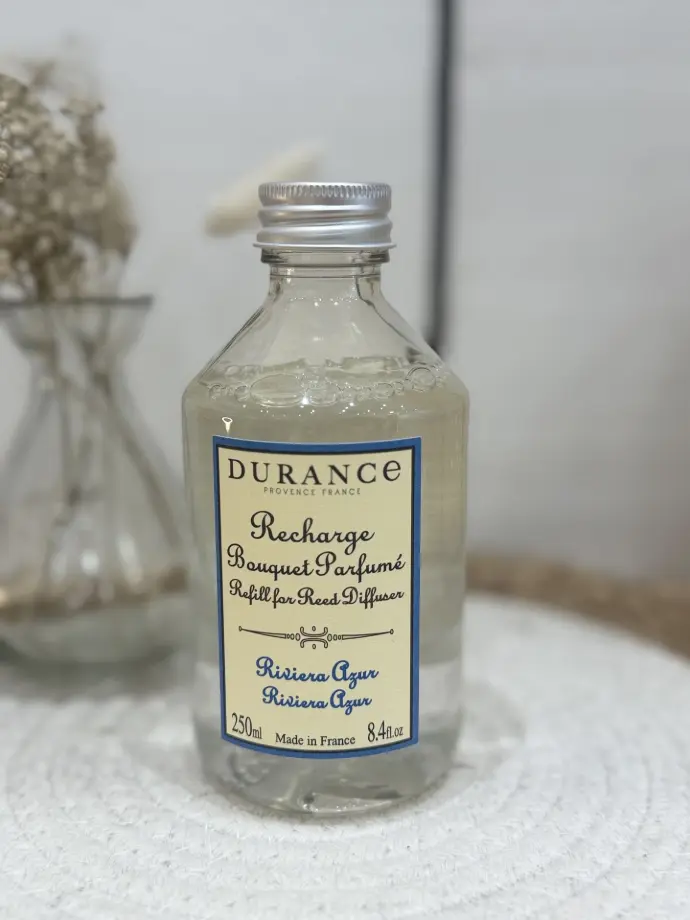 DURANCe
PROVENCE FRANCE
Recharge
Bouquet Parfumé
Refill for Reed Diffuser
Riviera Azur
Riviera Azur
250ml Made in France 8.4fl.oz